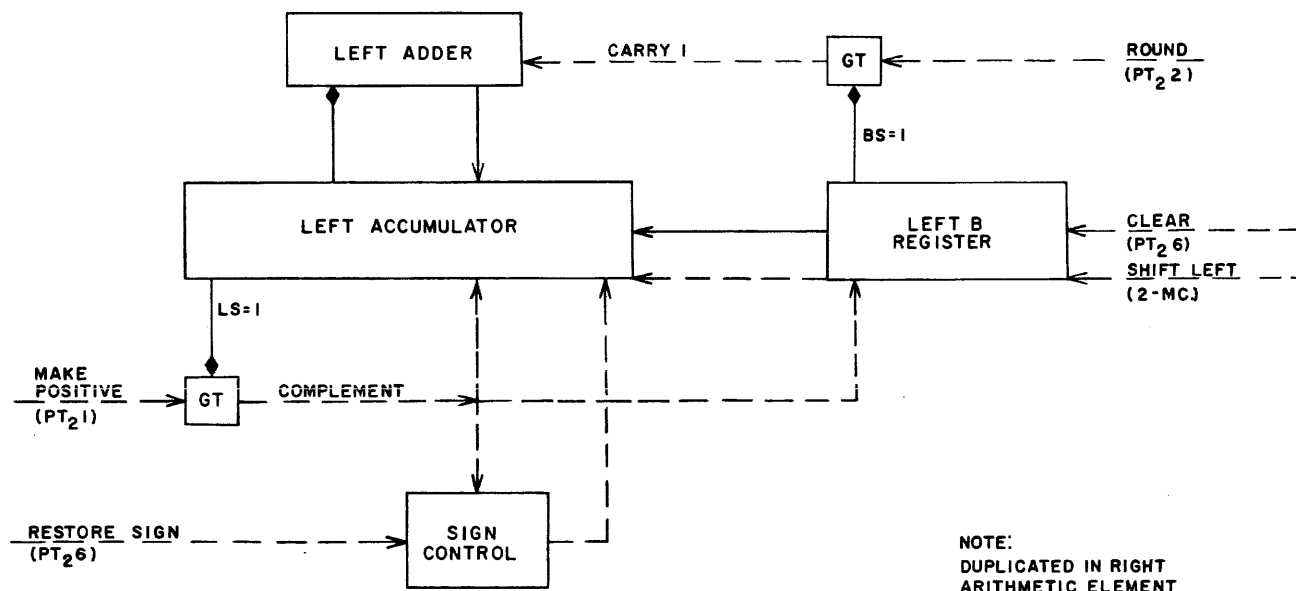 LEFT ADDER
CARRY 1
GT
ROUND
(PT₂ 2)
BS=1
LEFT ACCUMULATOR
LEFT B
REGISTER
CLEAR
(PT₂ 6)
SHIFT LEFT
(2-MC.)
LS=1
MAKE
POSITIVE
(PT₂ 1)
GT
COMPLEMENT
RESTORE SIGN
(PT₂ 6)
SIGN
CONTROL
NOTE:
DUPLICATED IN RIGHT
ARITHMETIC ELEMENT